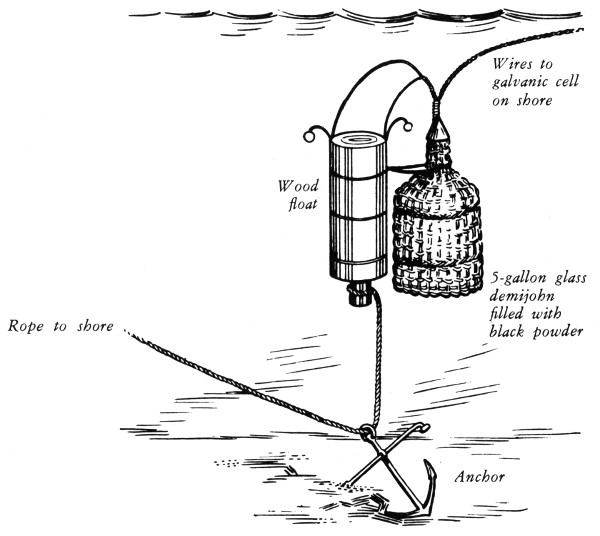 Wires to
galvanic cell
on shore
Wood
float
5-gallon glass
demijohn
filled with
black powder
Rope to shore
Anchor